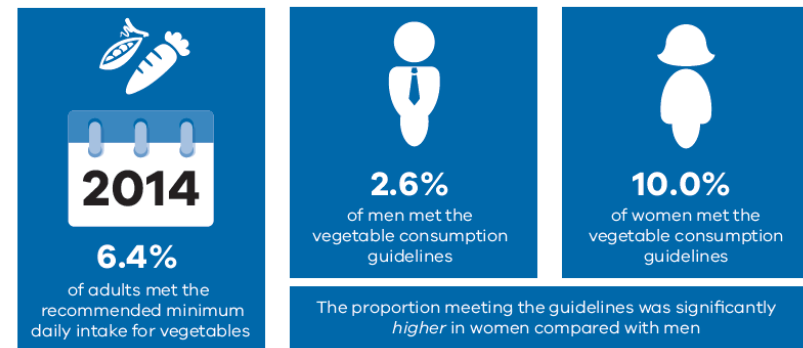 2014
6.4%
of adults met the
recommended minimum
daily intake for vegetables
2.6%
of men met the
vegetable consumption
guidelines
10.0%
of women met the
vegetable consumption
guidelines
The proportion meeting the guidelines was significantly
higher in women compared with men